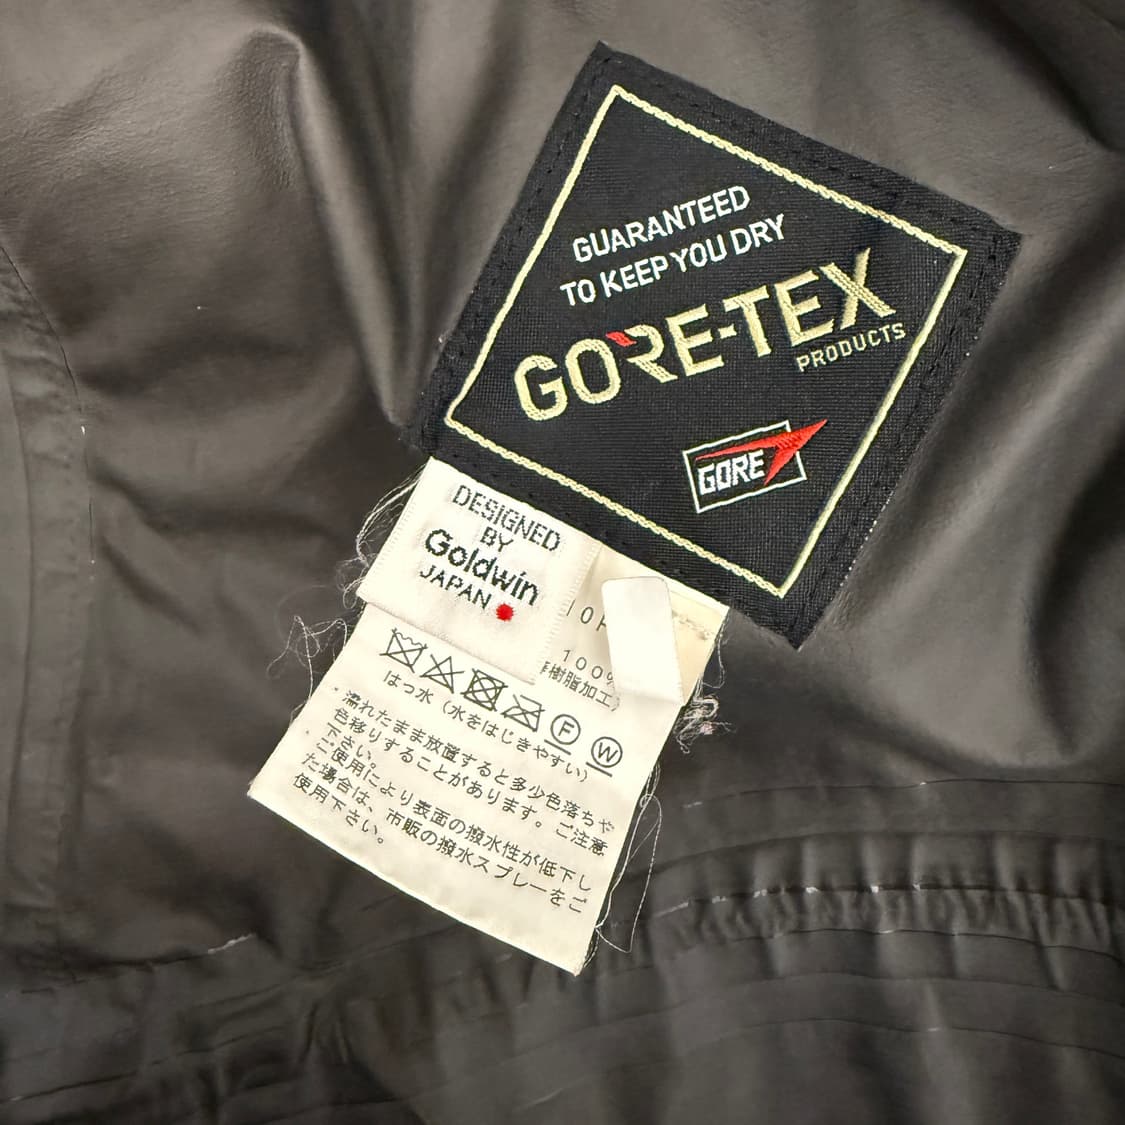 GUARANTEED
TO KEEP YOU DRY
GORE-TEX
PRODUCTS
GORE
DESIGNED
BY
Goldwin
JAPAN
100%
樹脂加工)
F
W
はっ水(水をはじきやすい)
・濡れたまま放置すると多少色落ちや
色移りすることがあります。ご注意
下さい。
・ご使用により表面の撥水性が低下し
た場合は、市販の撥水スプレーをご
使用下さい。